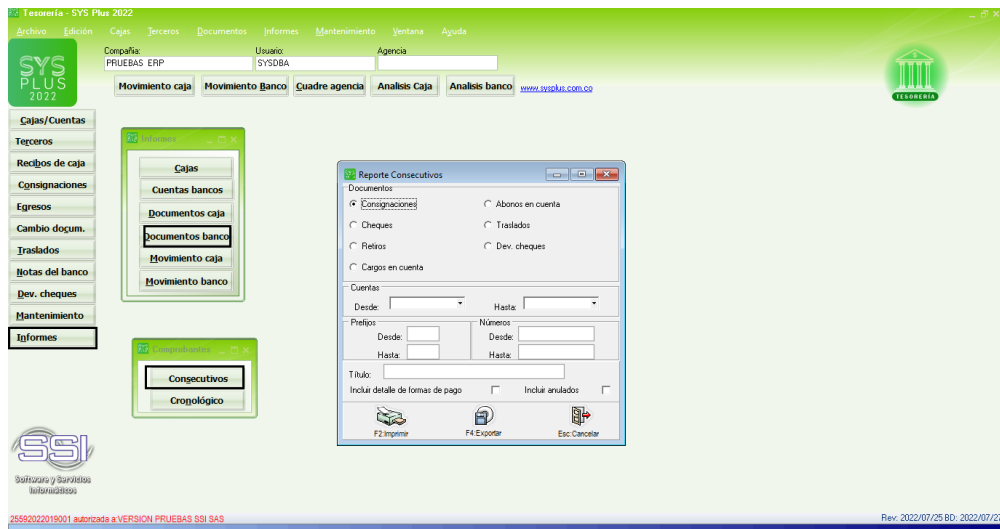 Tesorería - SYS Plus 2022
Archivo Edición Cajas Terceros Documentos Informes Mantenimiento Ventana Ayuda
Compañia: Usuario: Agencia
PRUEBAS ERP SYSDBA
SYS
PLUS
2022
Movimiento caja Movimiento Banco Cuadre agencia Analisis Caja Analisis banco www.sysplus.com.co
TESORERÍA
Cajas/Cuentas
Terceros
Recibos de caja
Consignaciones
Egresos
Cambio docum.
Traslados
Notas del banco
Dev. cheques
Mantenimiento
Informes
Informes
Cajas
Cuentas bancos
Documentos caja
Documentos banco
Movimiento caja
Movimiento banco
Comprobantes
Consecutivos
Cronológico
Reporte Consecutivos
Documentos
Consignaciones Abonos en cuenta
Cheques Traslados
Retiros Dev. cheques
Cargos en cuenta
Cuentas
Desde: Hasta:
Prefijos Números
Desde: Desde:
Hasta: Hasta:
Título:
Incluir detalle de formas de pago Incluir anulados
F2:Imprimir F4:Exportar Esc:Cancelar
SSI
Software y Servicios
Informáticos
25592022019001 autorizada a:VERSION PRUEBAS SSI SAS
Rev: 2022/07/25 BD: 2022/07/27